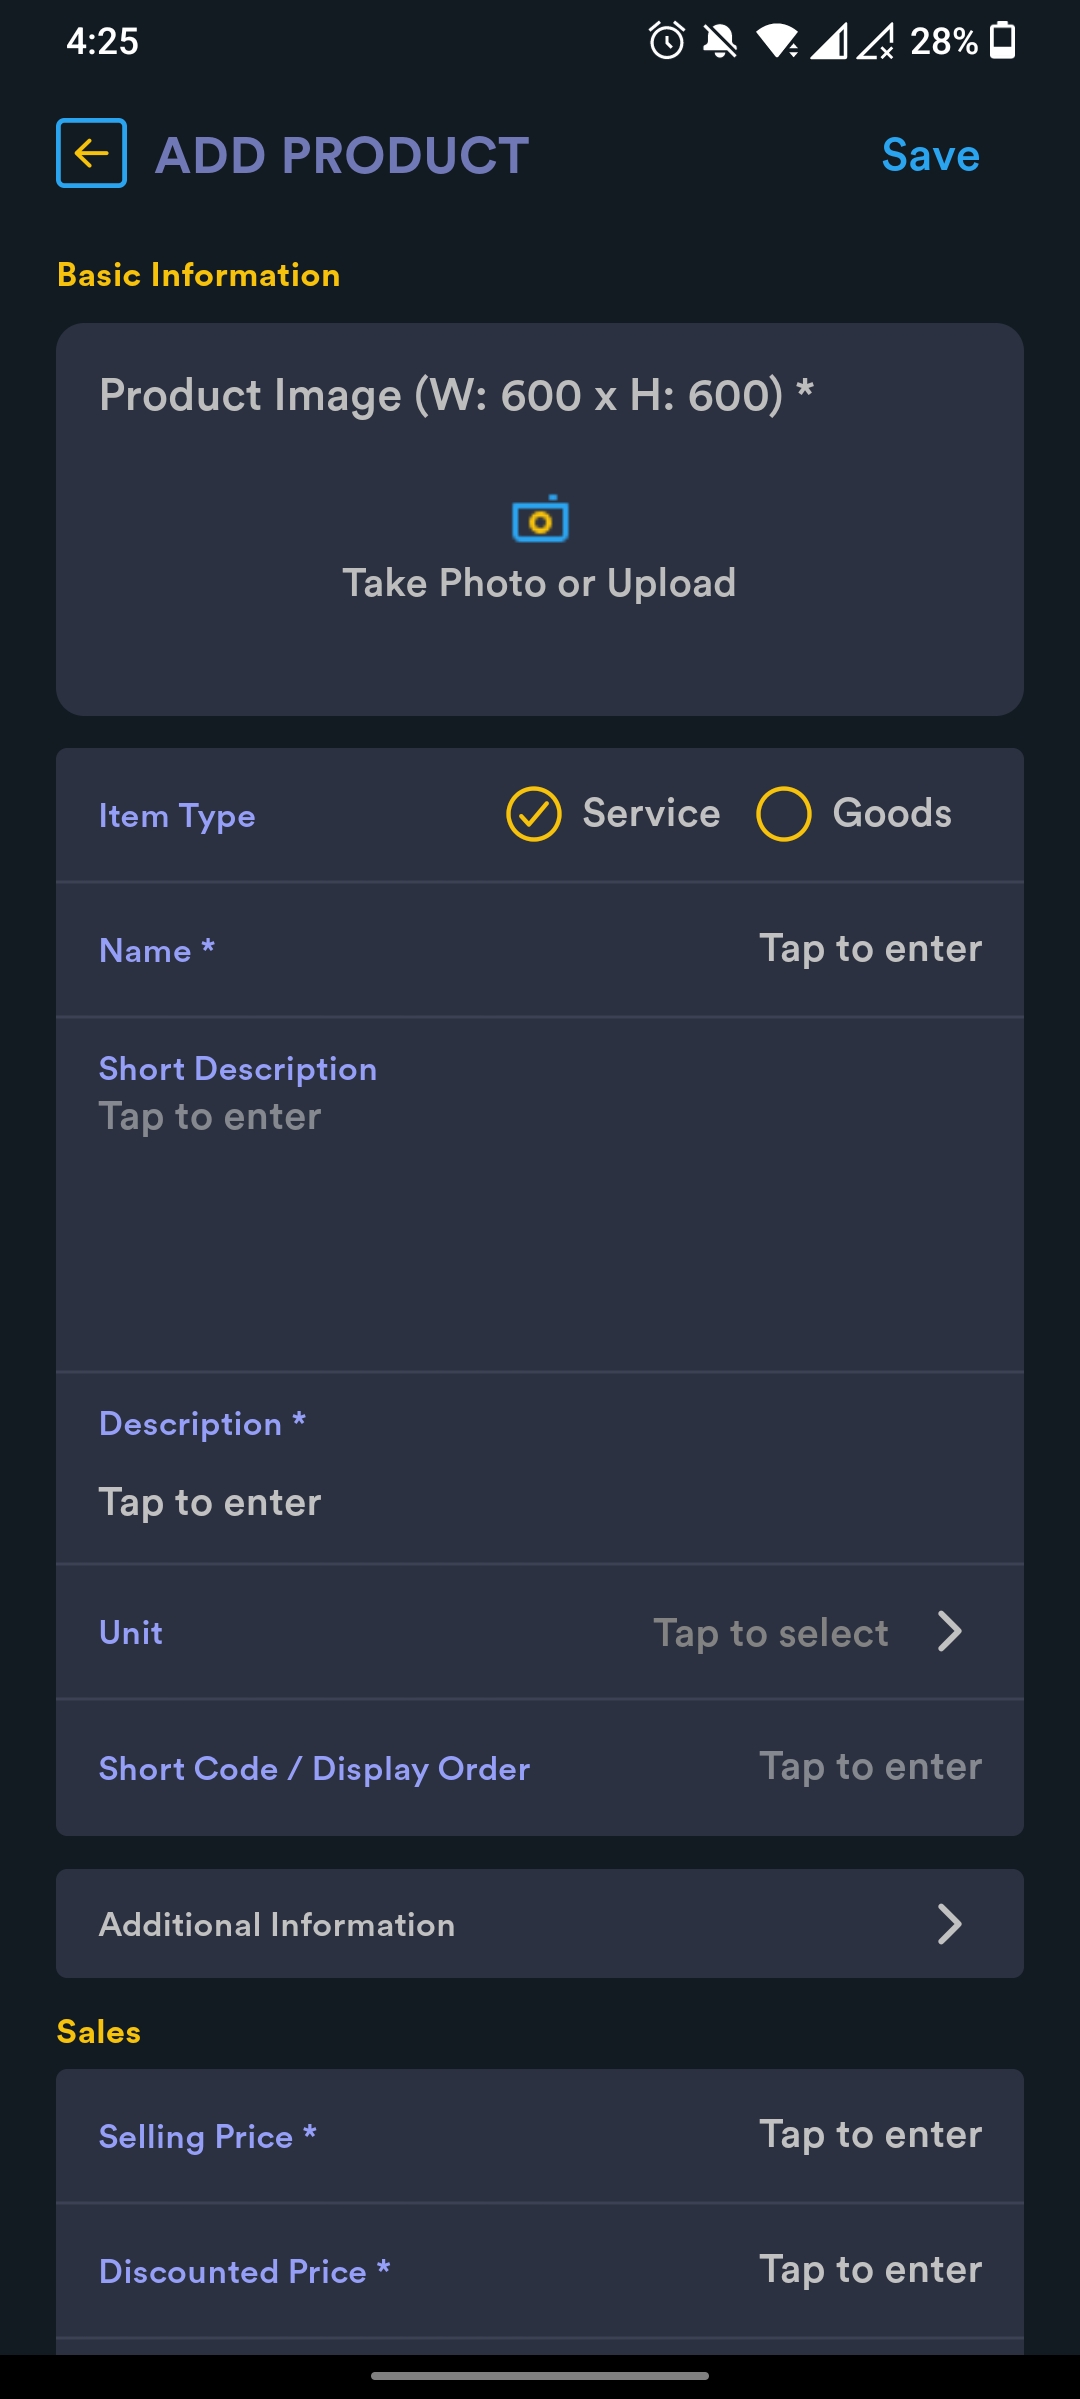 4:25 28%
ADD PRODUCT Save
Basic Information
Product Image (W: 600 x H: 600) *
Take Photo or Upload
Item Type Service Goods
Name * Tap to enter
Short Description
Tap to enter
Description *
Tap to enter
Unit Tap to select
Short Code / Display Order Tap to enter
Additional Information
Sales
Selling Price * Tap to enter
Discounted Price * Tap to enter